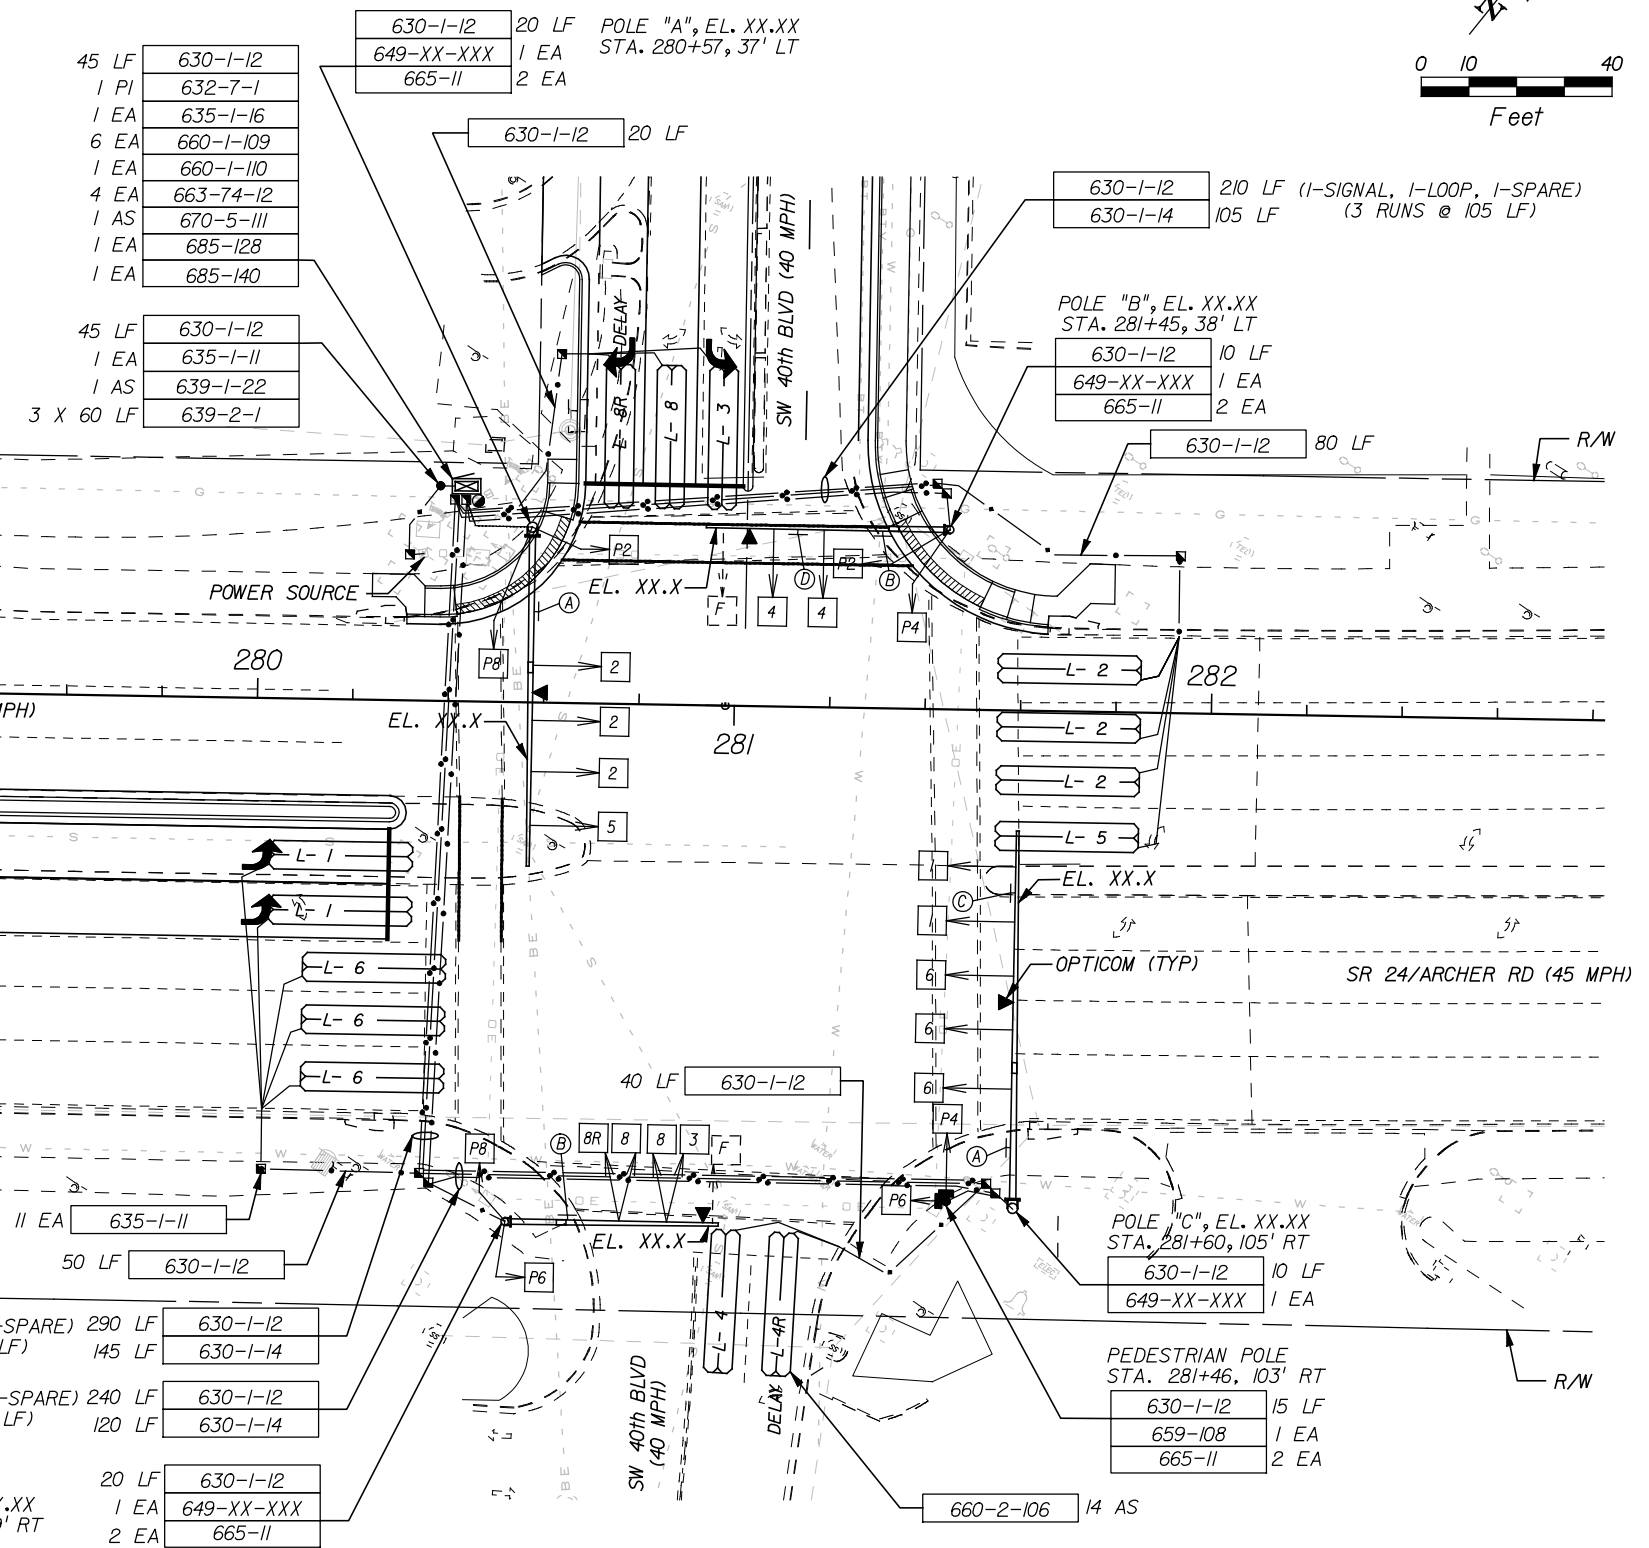 630-1-12 20 LF
649-XX-XXX 1 EA
665-11 2 EA
POLE "A", EL. XX.XX
STA. 280+57, 37' LT
N
0 10 40
Feet
45 LF 630-1-12
1 PI 632-7-1
1 EA 635-1-16
6 EA 660-1-109
1 EA 660-1-110
4 EA 663-74-12
1 AS 670-5-111
1 EA 685-128
1 EA 685-140
630-1-12 20 LF
630-1-12 210 LF (1-SIGNAL, 1-LOOP, 1-SPARE)
630-1-14 105 LF (3 RUNS @ 105 LF)
45 LF 630-1-12
1 EA 635-1-11
1 AS 639-1-22
3 X 60 LF 639-2-1
POLE "B", EL. XX.XX
STA. 281+45, 38' LT
630-1-12 10 LF
649-XX-XXX 1 EA
665-11 2 EA
630-1-12 80 LF
R/W
DELAY
L-8R
L-8
L-3
SW 40th BLVD (40 MPH)
POWER SOURCE
P2
P2
EL. XX.X
D
B
A
F
4
4
P4
P8
280
2
L-2
282
MPH)
EL. XX.X
2
281
L-2
2
L-2
5
L-5
L-1
1
EL. XX.X
L-1
C
1
L-6
6
OPTICOM (TYP)
SR 24/ARCHER RD (45 MPH)
L-6
6
L-6
6
40 LF 630-1-12
P8
B
8R
8
8
3
F
P4
A
P6
11 EA 635-1-11
EL. XX.X
50 LF 630-1-12
P6
POLE "C", EL. XX.XX
STA. 281+60, 105' RT
630-1-12 10 LF
649-XX-XXX 1 EA
-SPARE) 290 LF 630-1-12
LF) 145 LF 630-1-14
L-4
L-4R
DELAY
SW 40th BLVD
(40 MPH)
PEDESTRIAN POLE
STA. 281+46, 103' RT
630-1-12 15 LF
659-108 1 EA
665-11 2 EA
R/W
-SPARE) 240 LF 630-1-12
LF) 120 LF 630-1-14
20 LF 630-1-12
1 EA 649-XX-XXX
2 EA 665-11
.XX
' RT
660-2-106 14 AS